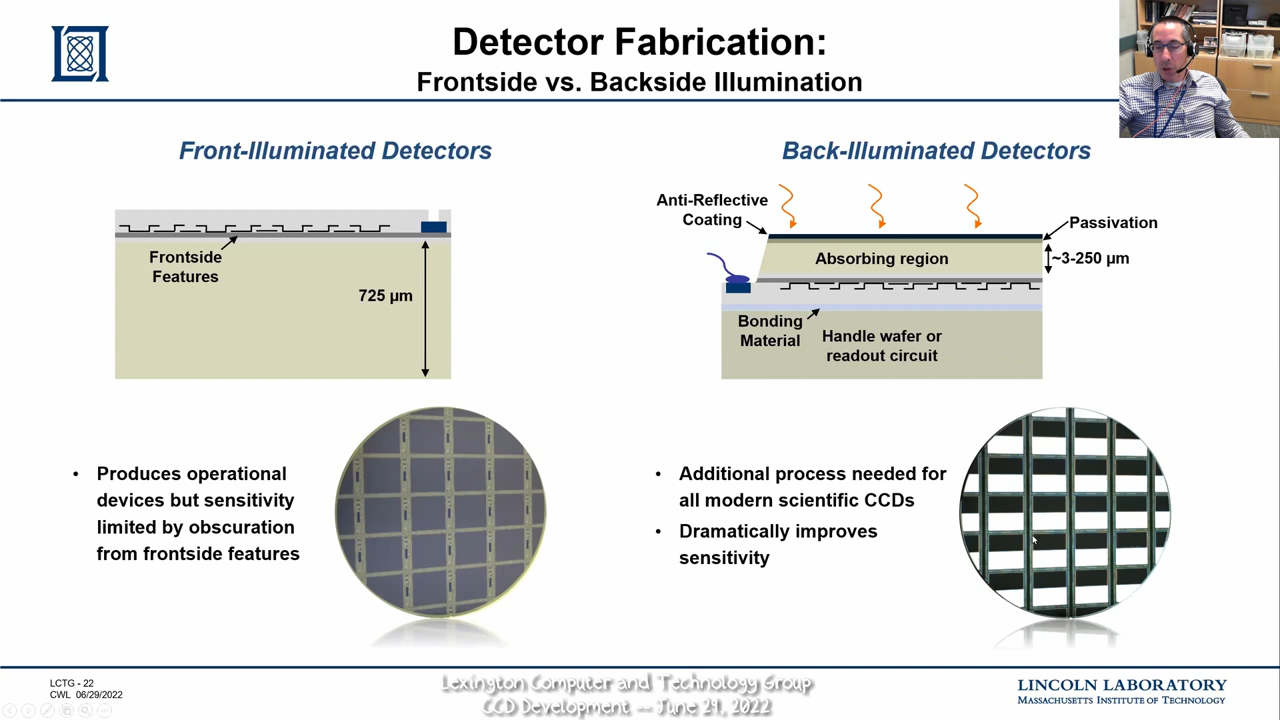 Detector Fabrication:
Frontside vs. Backside Illumination
Front-Illuminated Detectors
Frontside
Features
725 µm
• Produces operational
devices but sensitivity
limited by obscuration
from frontside features
Back-Illuminated Detectors
Anti-Reflective
Coating
Passivation
Absorbing region
~3-250 µm
Bonding
Material
Handle wafer or
readout circuit
• Additional process needed for
all modern scientific CCDs
• Dramatically improves
sensitivity
LCTG - 22
CWL 06/29/2022
Lexington Computer and Technology Group
CCD Development -- June 29, 2022
LINCOLN LABORATORY
MASSACHUSETTS INSTITUTE OF TECHNOLOGY